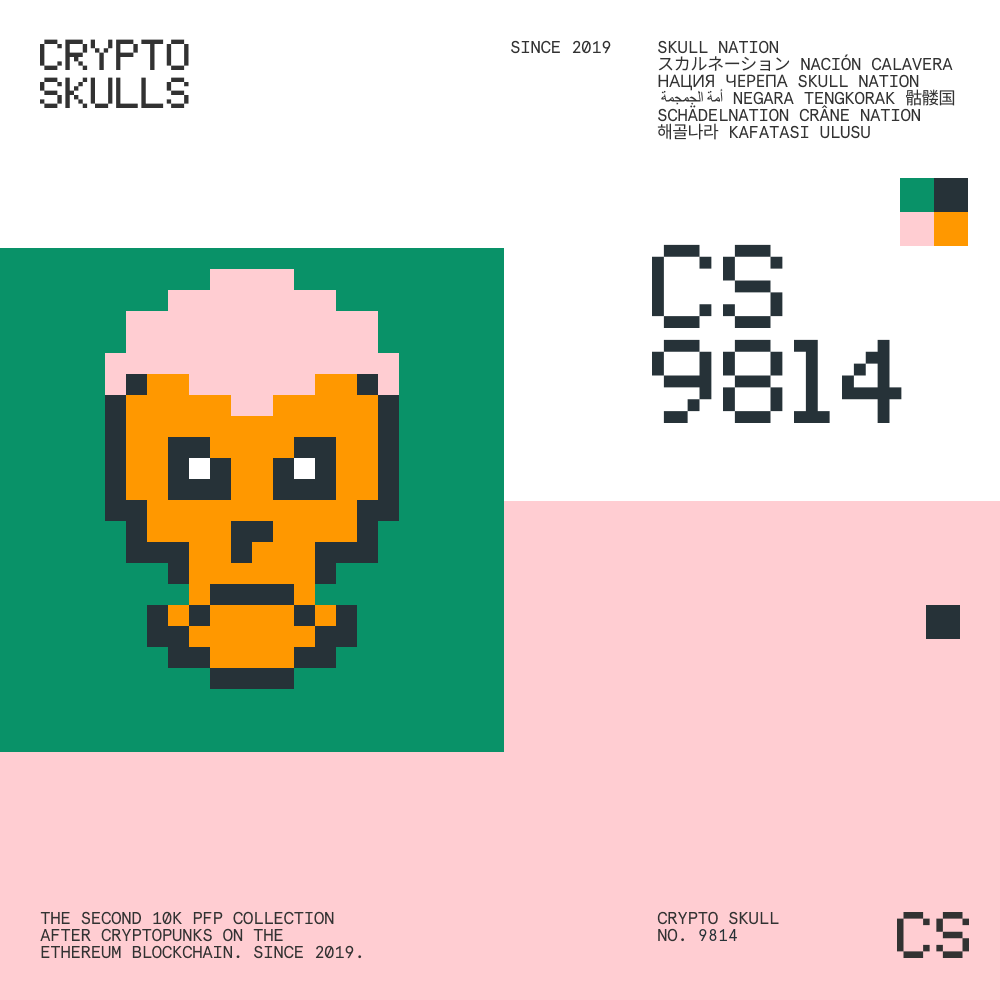 CRYPTO
SKULLS
SINCE 2019
SKULL NATION
スカルネーション NACIÓN CALAVERA
НАЦИЯ ЧЕРЕПА SKULL NATION
أمة الجمجمة NEGARA TENGKORAK 骷髅国
SCHÄDELNATION CRÂNE NATION
해골나라 KAFATASI ULUSU
CS
9814
THE SECOND 10K PFP COLLECTION
AFTER CRYPTOPUNKS ON THE
ETHEREUM BLOCKCHAIN. SINCE 2019.
CRYPTO SKULL
NO. 9814
CS